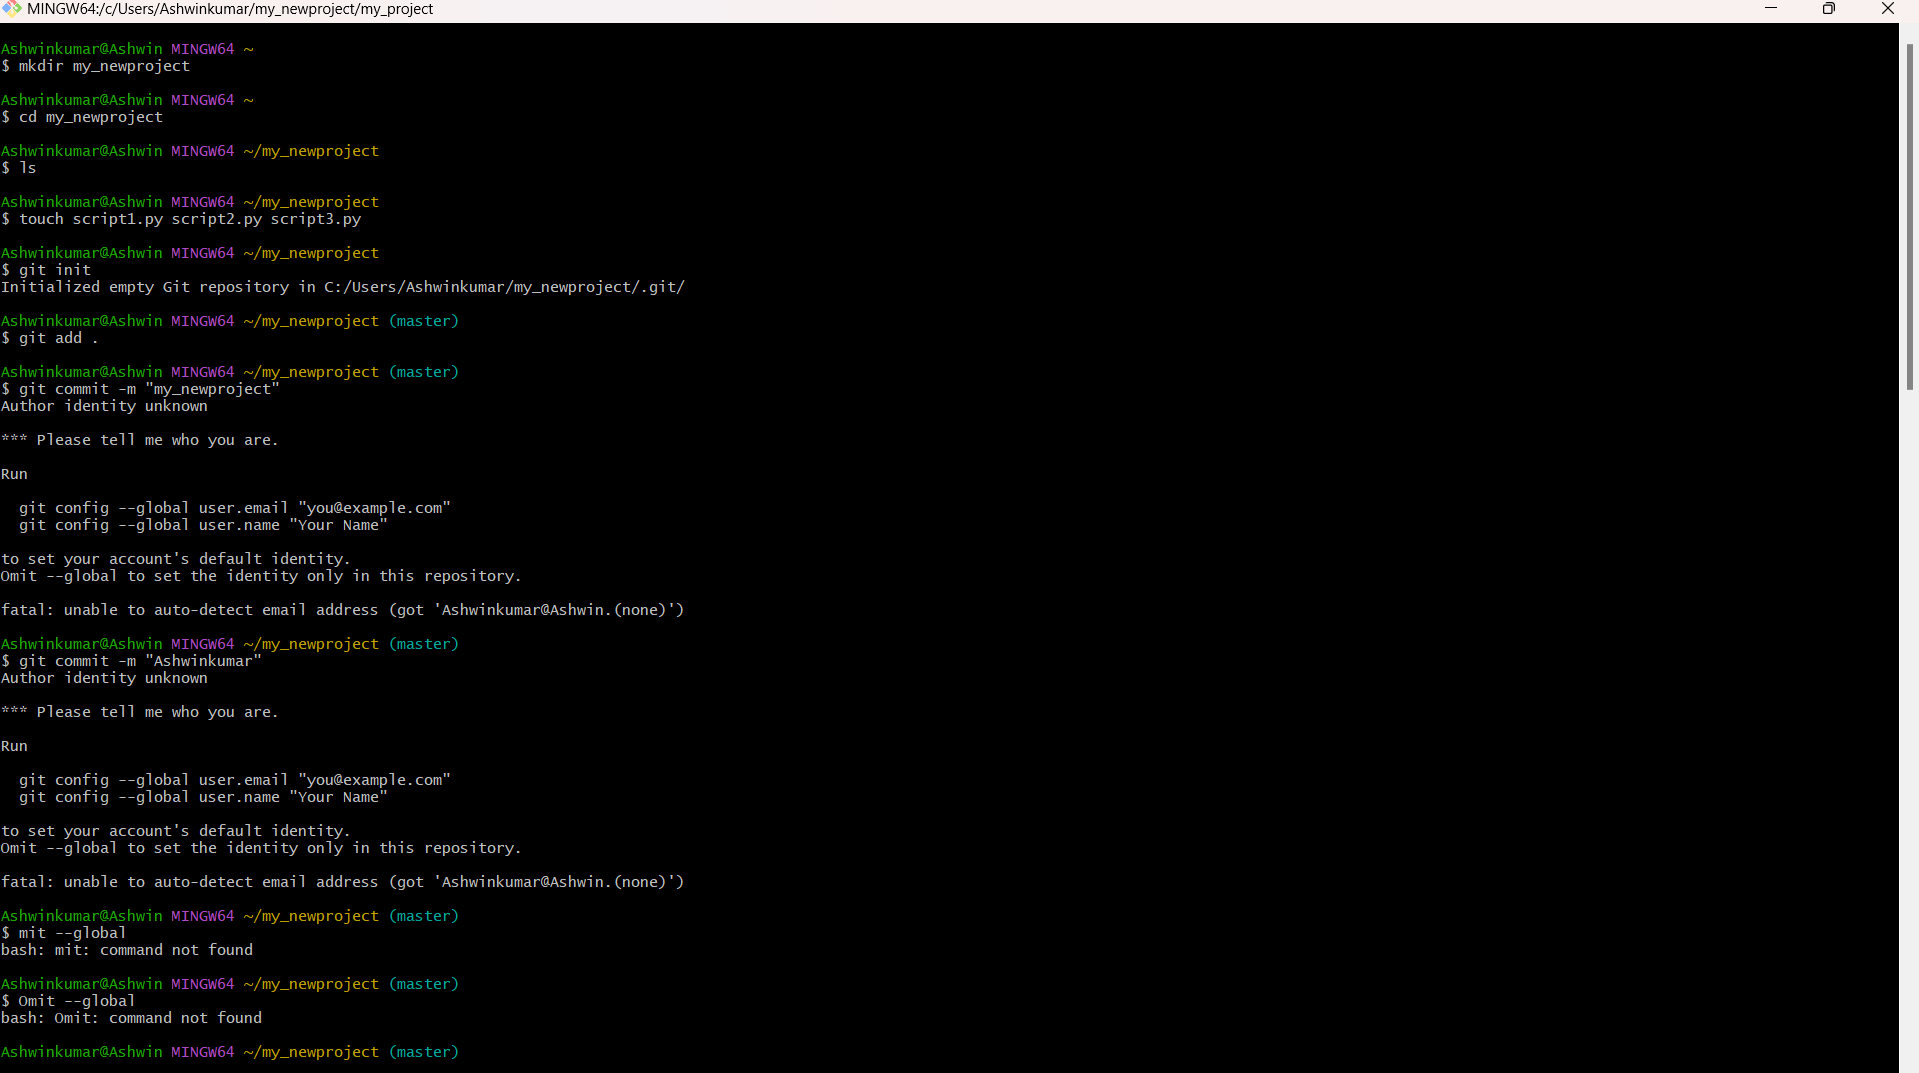 MINGW64:/c/Users/Ashwinkumar/my_newproject/my_project
Ashwinkumar@Ashwin MINGW64 ~
$ mkdir my_newproject
Ashwinkumar@Ashwin MINGW64 ~
$ cd my_newproject
Ashwinkumar@Ashwin MINGW64 ~/my_newproject
$ ls
Ashwinkumar@Ashwin MINGW64 ~/my_newproject
$ touch script1.py script2.py script3.py
Ashwinkumar@Ashwin MINGW64 ~/my_newproject
$ git init
Initialized empty Git repository in C:/Users/Ashwinkumar/my_newproject/.git/
Ashwinkumar@Ashwin MINGW64 ~/my_newproject (master)
$ git add .
Ashwinkumar@Ashwin MINGW64 ~/my_newproject (master)
$ git commit -m "my_newproject"
Author identity unknown
*** Please tell me who you are.
Run
  git config --global user.email "you@example.com"
  git config --global user.name "Your Name"
to set your account's default identity.
Omit --global to set the identity only in this repository.
fatal: unable to auto-detect email address (got 'Ashwinkumar@Ashwin.(none)')
Ashwinkumar@Ashwin MINGW64 ~/my_newproject (master)
$ git commit -m "Ashwinkumar"
Author identity unknown
*** Please tell me who you are.
Run
  git config --global user.email "you@example.com"
  git config --global user.name "Your Name"
to set your account's default identity.
Omit --global to set the identity only in this repository.
fatal: unable to auto-detect email address (got 'Ashwinkumar@Ashwin.(none)')
Ashwinkumar@Ashwin MINGW64 ~/my_newproject (master)
$ mit --global
bash: mit: command not found
Ashwinkumar@Ashwin MINGW64 ~/my_newproject (master)
$ Omit --global
bash: Omit: command not found
Ashwinkumar@Ashwin MINGW64 ~/my_newproject (master)